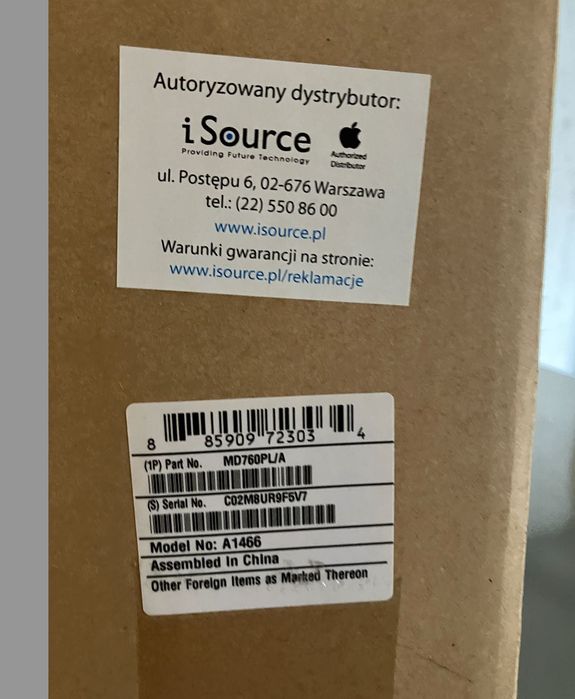 Autoryzowany dystrybutor:
iSource
Providing Future Technology
Authorized
Distributor
ul. Postępu 6, 02-676 Warszawa
tel.: (22) 550 86 00
www.isource.pl
Warunki gwarancji na stronie:
www.isource.pl/reklamacje
8 85909 72303 4
(1P) Part No. MD760PL/A
(S) Serial No. C02M8UR9F5V7
Model No: A1466
Assembled In China
Other Foreign Items as Marked Thereon